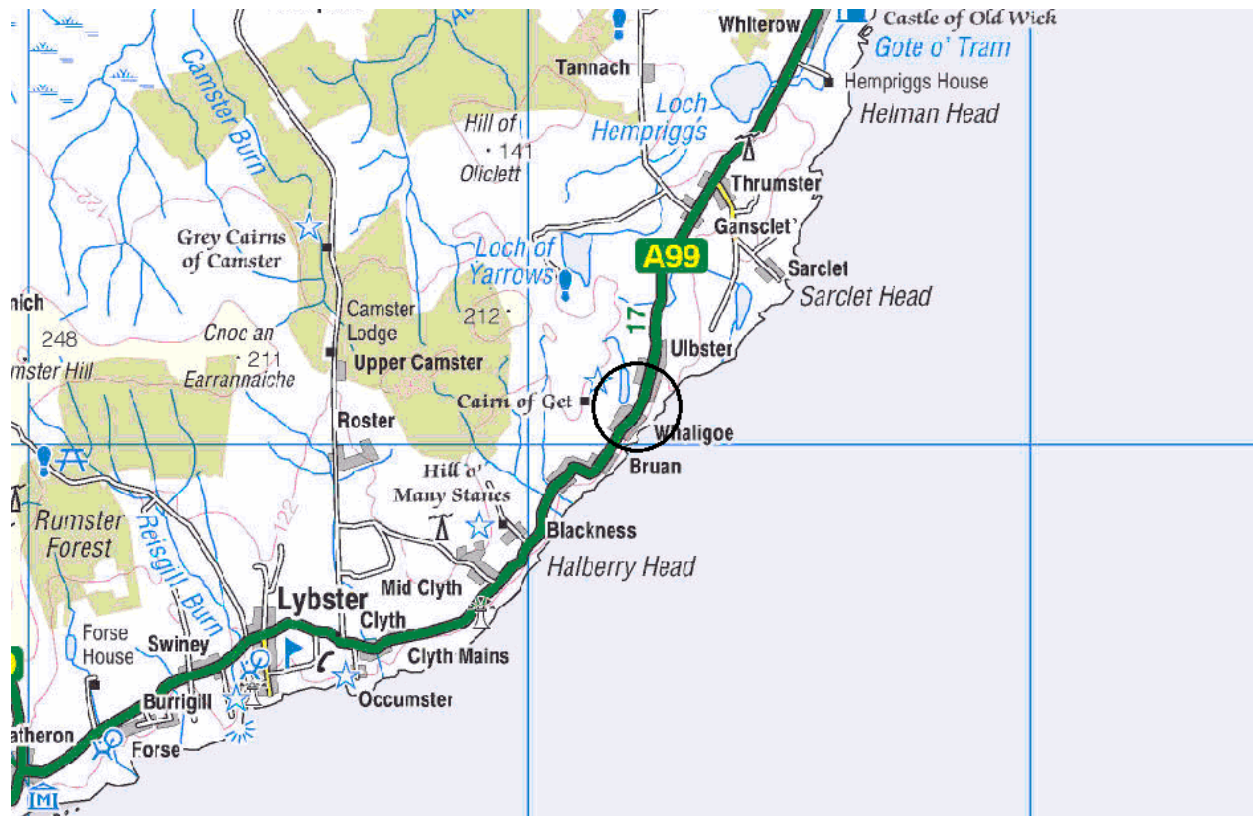 Castle of Old Wick
Whiterow
Gote o' Tram
Tannach
Hempriggs House
Camster Burn
Loch
Hempriggs
Helman Head
Hill of
· 141
Oliclett
Thrumster
122
Gansclet
Grey Cairns
of Camster
Loch of
Yarrows
A99
Sarclet
Sarclet Head
Camster
Lodge
212
17
Cnoc an
248
211
Earrannaiche
Upper Camster
Ulbster
Cairn of Get
Roster
Whaligoe
Bruan
Hill o'
Many Stanes
122
Rumster
Forest
Reisgill Burn
Blackness
Halberry Head
Mid Clyth
Lybster
Clyth
Forse
House
Swiney
Clyth Mains
Burrigill
Occumster
atheron
Forse
M